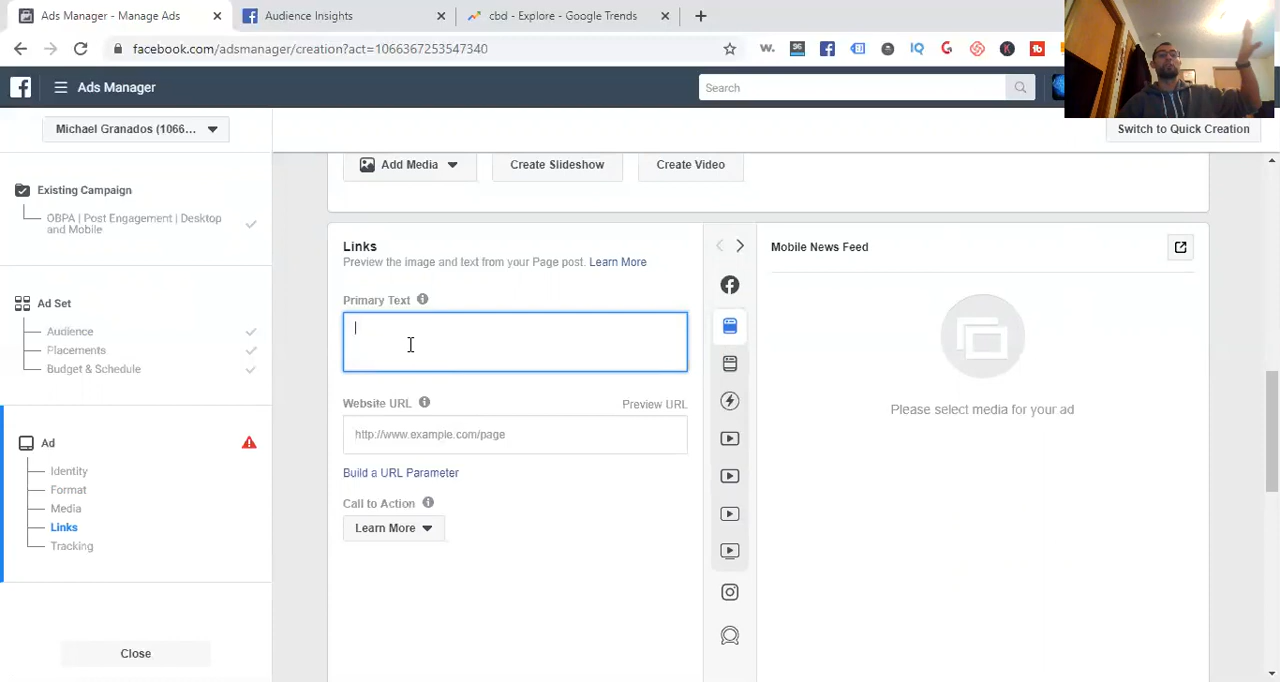 Ads Manager - Manage Ads
Audience Insights
cbd - Explore - Google Trends
facebook.com/adsmanager/creation?act=1066367253547340
Ads Manager
Search
Michael Granados (1066...
Switch to Quick Creation
Existing Campaign
OBPA | Post Engagement | Desktop
and Mobile
Ad Set
Audience
Placements
Budget & Schedule
Ad
Identity
Format
Media
Links
Tracking
Close
Add Media
Create Slideshow
Create Video
Links
Preview the image and text from your Page post. Learn More
Primary Text
Website URL
Preview URL
http://www.example.com/page
Build a URL Parameter
Call to Action
Learn More
Mobile News Feed
Please select media for your ad